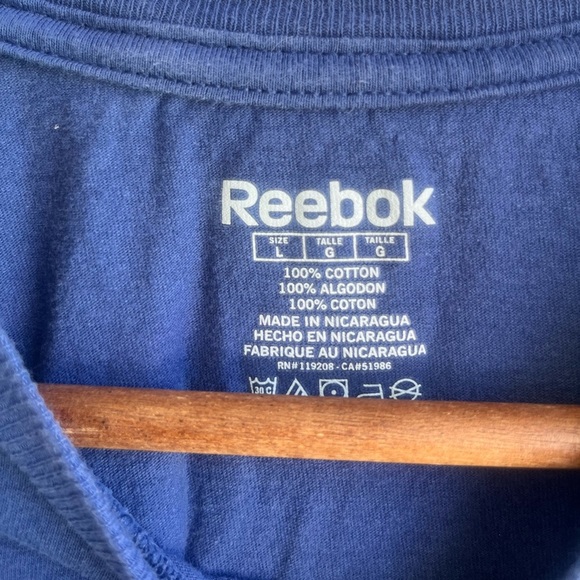 Reebok
SIZE TALLE TAILLE
L G G
100% COTTON
100% ALGODON
100% COTON
MADE IN NICARAGUA
HECHO EN NICARAGUA
FABRIQUE AU NICARAGUA
RN# 119208 - CA#51986
30 C